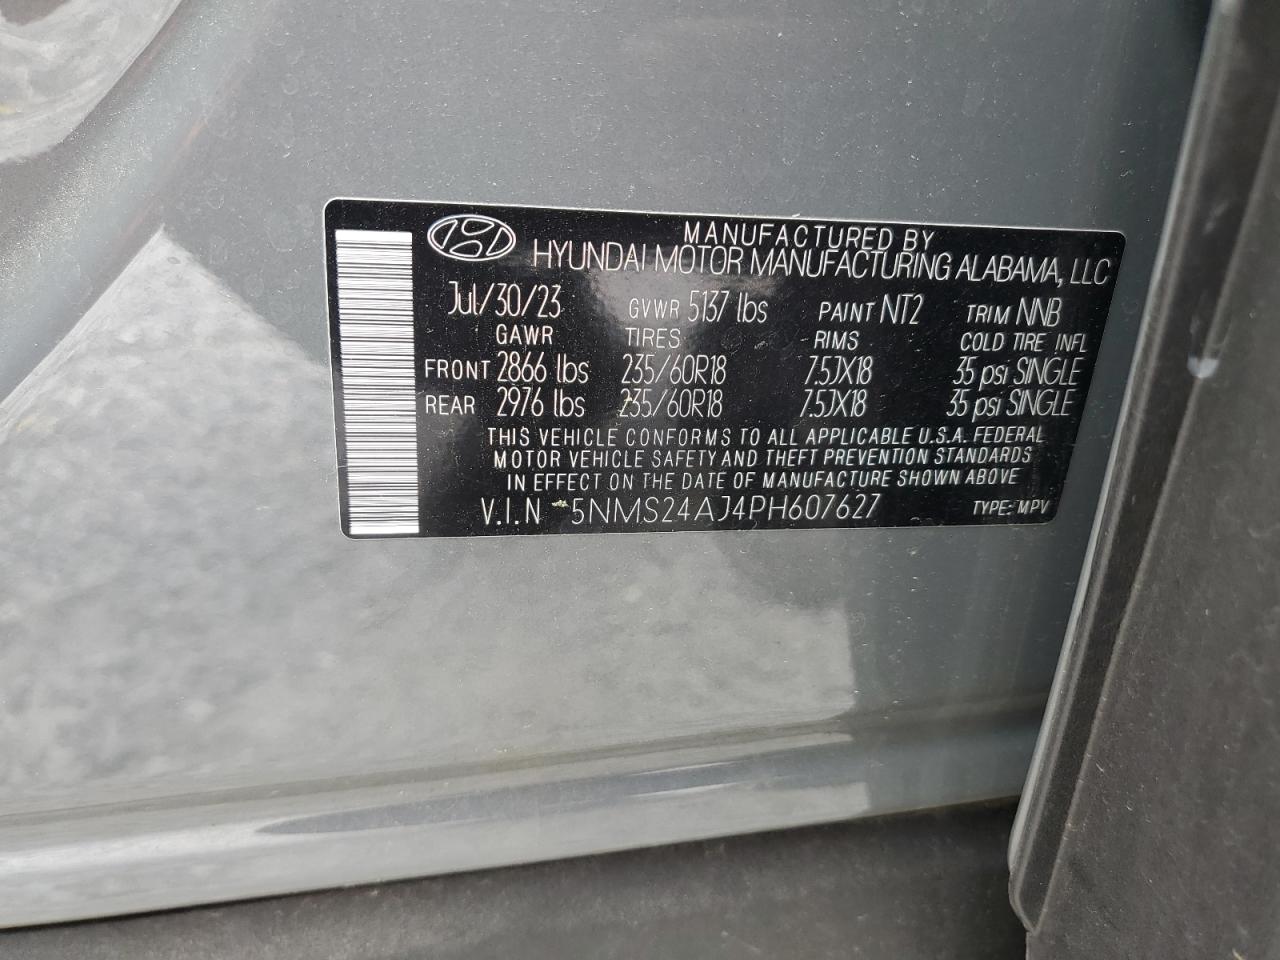 MANUFACTURED BY
HYUNDAI MOTOR MANUFACTURING ALABAMA, LLC
Jul/30/23 GVWR 5137 lbs PAINT NT2 TRIM NNB
GAWR TIRES RIMS COLD TIRE INFL
FRONT 2866 lbs 235/60R18 7.5JX18 35 psi SINGLE
REAR 2976 lbs 235/60R18 7.5JX18 35 psi SINGLE
THIS VEHICLE CONFORMS TO ALL APPLICABLE U.S.A. FEDERAL
MOTOR VEHICLE SAFETY AND THEFT PREVENTION STANDARDS
IN EFFECT ON THE DATE OF MANUFACTURE SHOWN ABOVE
V.I.N 5NMS24AJ4PH607627 TYPE: MPV